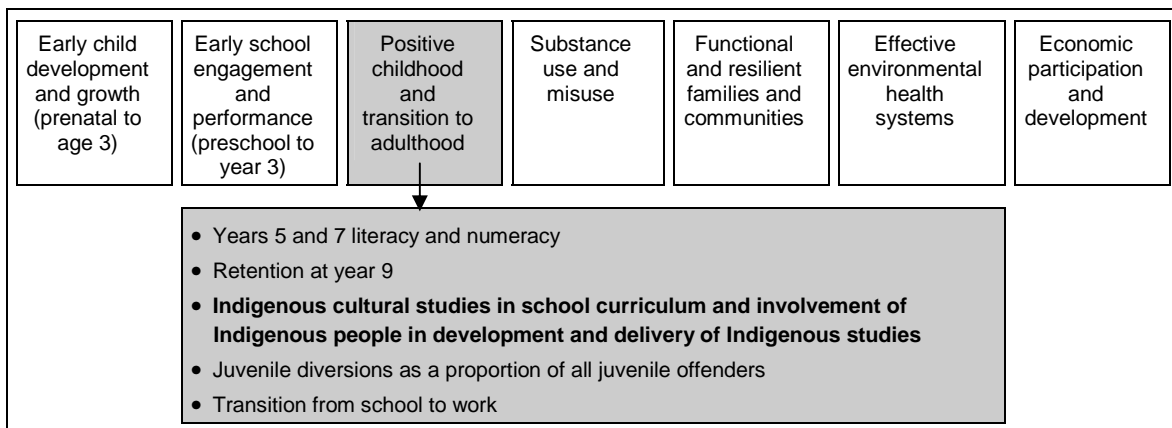 Early child
development
and growth
(prenatal to
age 3)
Early school
engagement
and
performance
(preschool to
year 3)
Positive
childhood
and
transition to
adulthood
Substance
use and
misuse
Functional
and resilient
families and
communities
Effective
environmental
health
systems
Economic
participation
and
development
• Years 5 and 7 literacy and numeracy
• Retention at year 9
• Indigenous cultural studies in school curriculum and involvement of
Indigenous people in development and delivery of Indigenous studies
• Juvenile diversions as a proportion of all juvenile offenders
• Transition from school to work